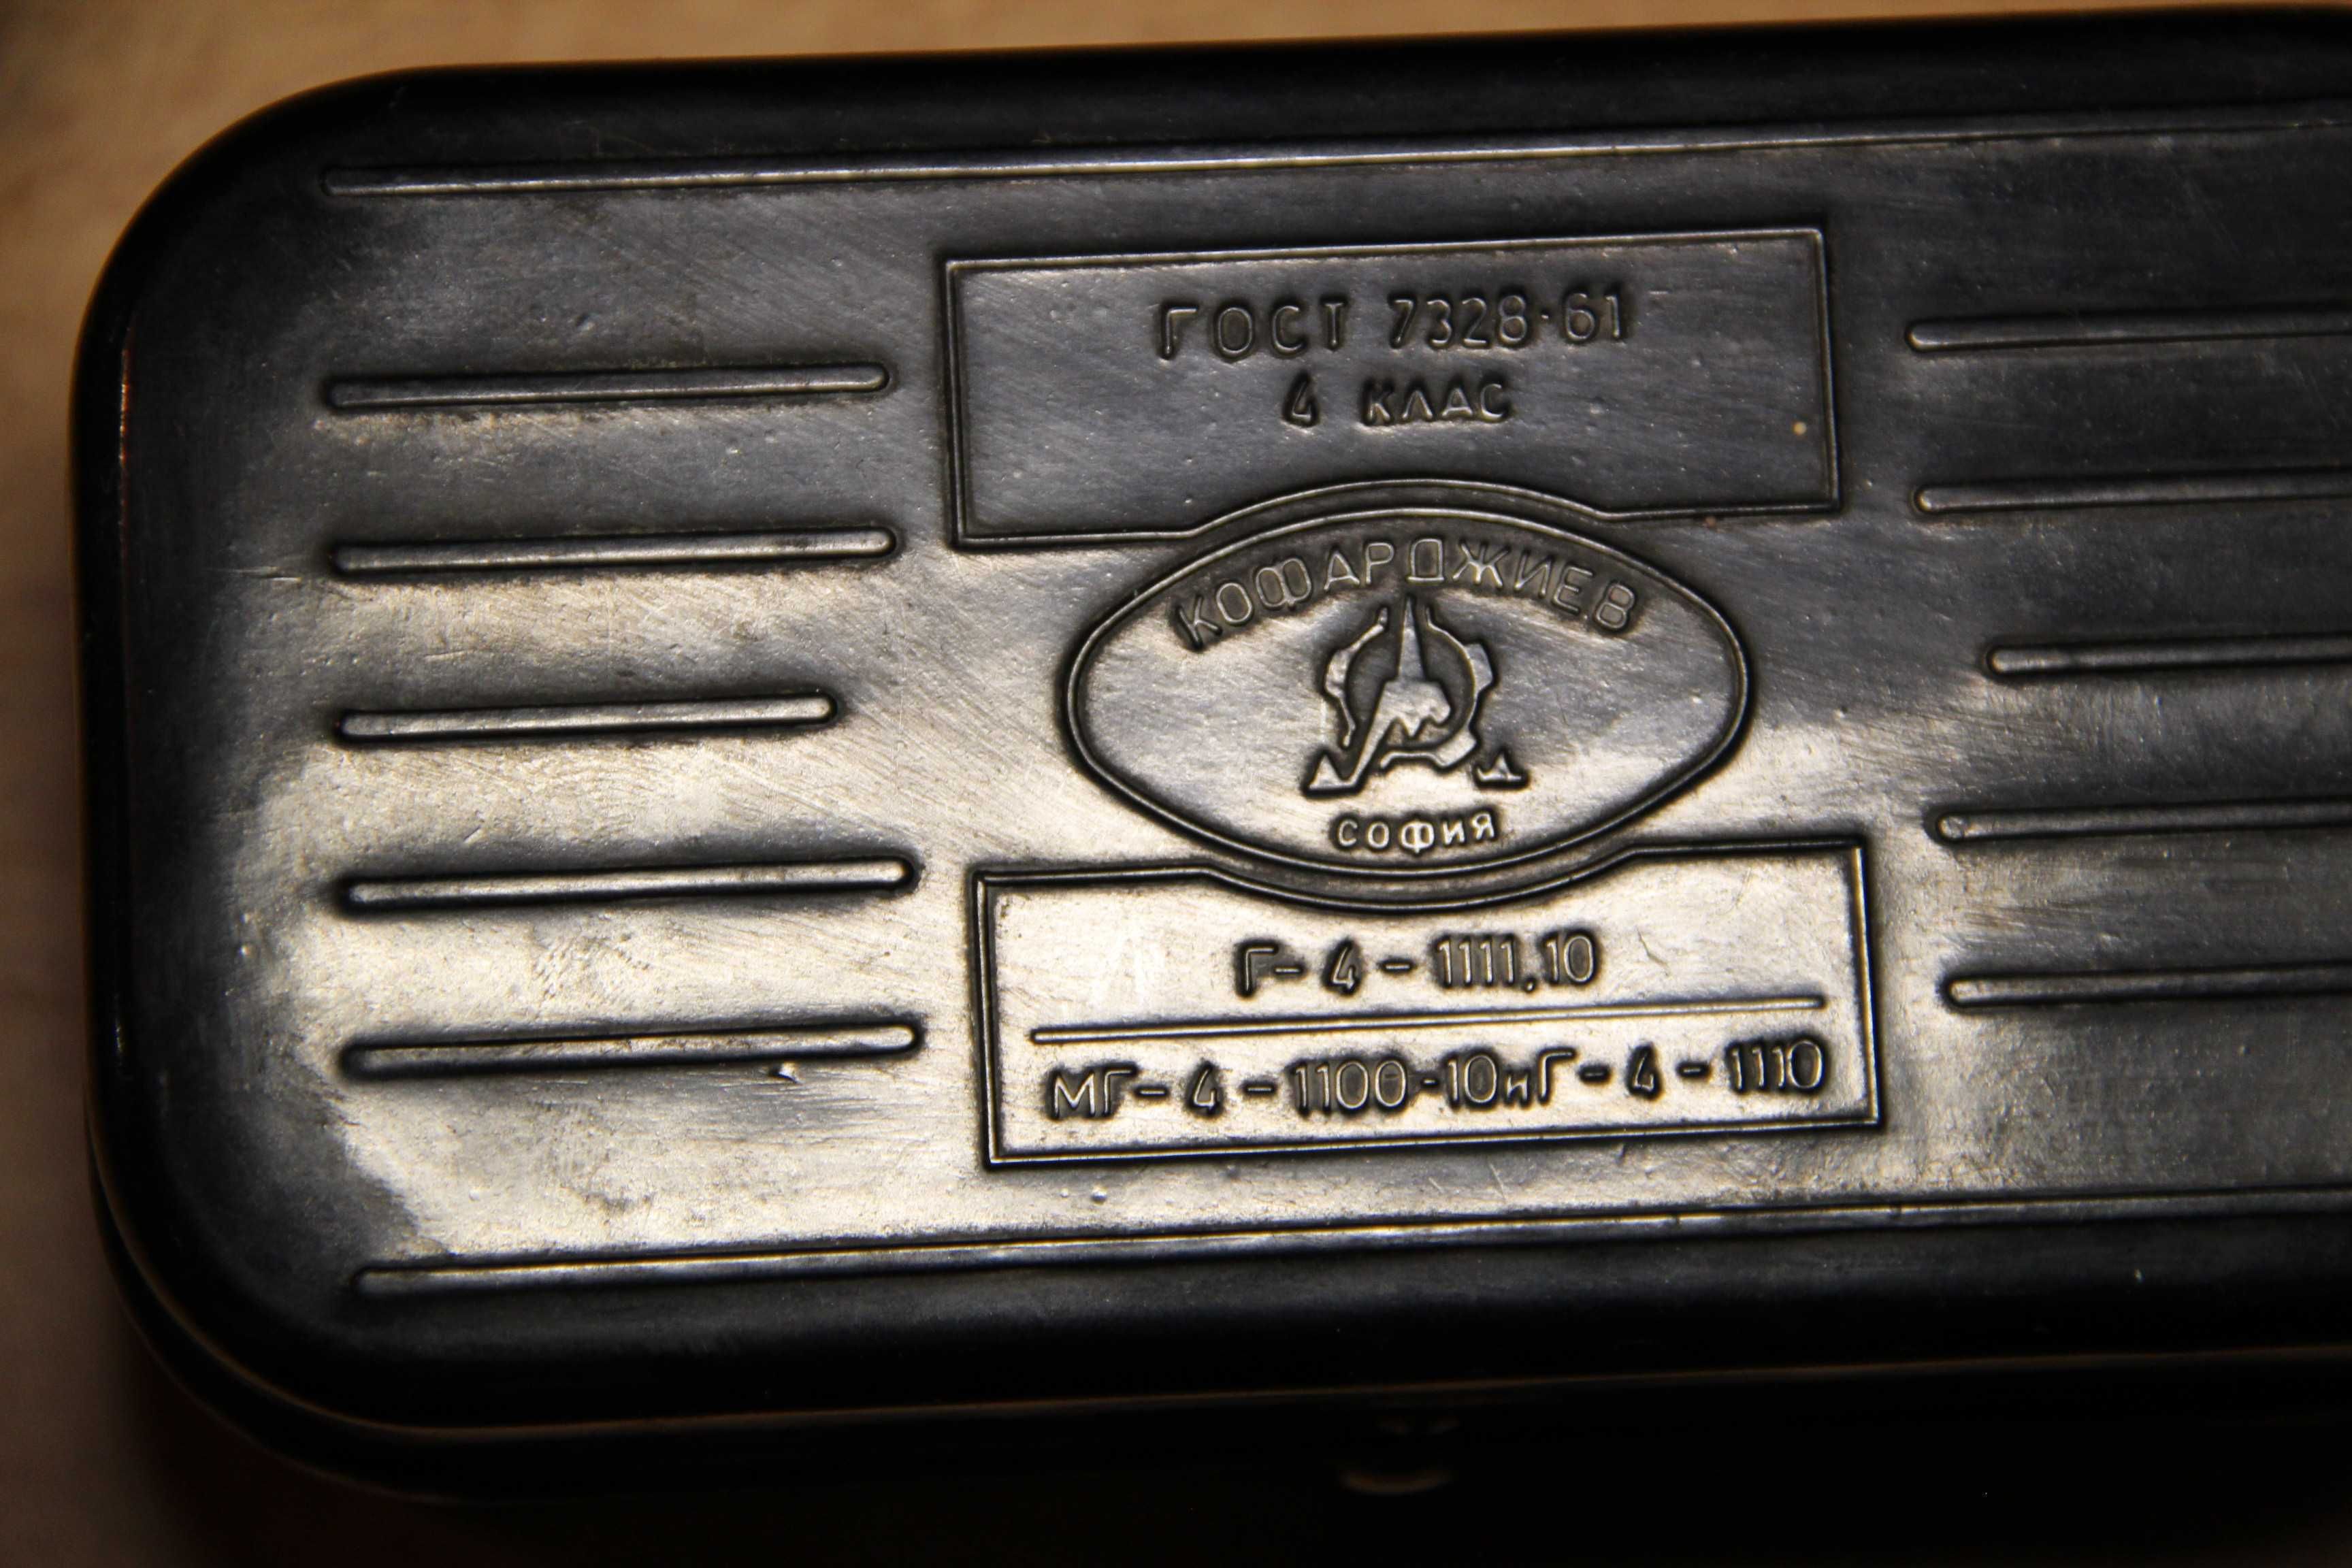 ГОСТ 7328·61
4 КЛАС
КОФАРДЖИЕВ
СОФИЯ
Г-4-1111,10
МГ-4-1100-10иГ-4-1110